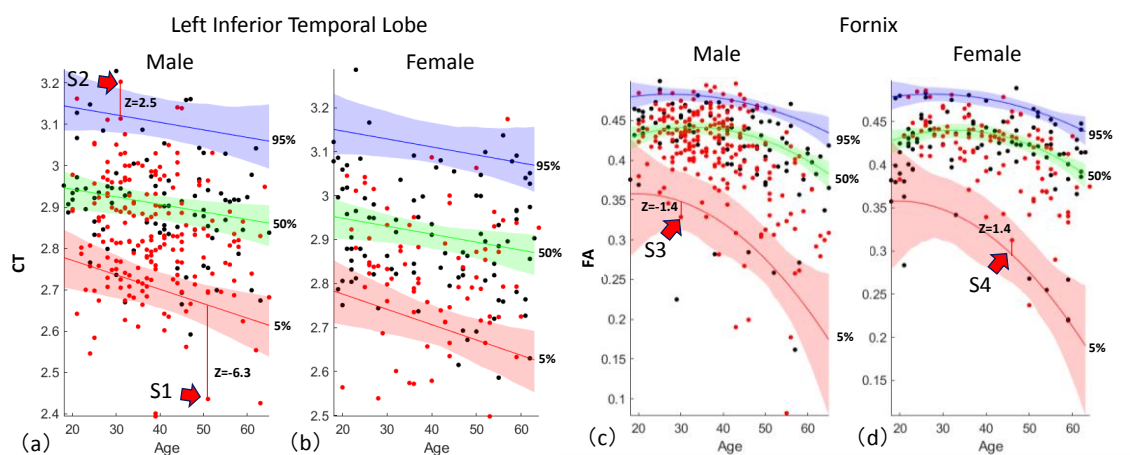 Left Inferior Temporal Lobe
Fornix
Male
Female
Male
Female
CT
3.2
3.1
3
2.9
2.8
2.7
2.6
2.5
2.4
S2
Z=2.5
95%
50%
5%
S1
Z=-6.3
20 30 40 50 60
Age
(a)
3.2
3.1
3
2.9
2.8
2.7
2.6
2.5
95%
50%
5%
20 30 40 50 60
Age
(b)
FA
0.45
0.4
0.35
0.3
0.25
0.2
0.15
0.1
95%
50%
Z=-1.4
S3
5%
20 30 40 50 60
Age
(c)
0.45
0.4
0.35
0.3
0.25
0.2
0.15
95%
50%
Z=1.4
S4
5%
20 30 40 50 60
Age
(d)